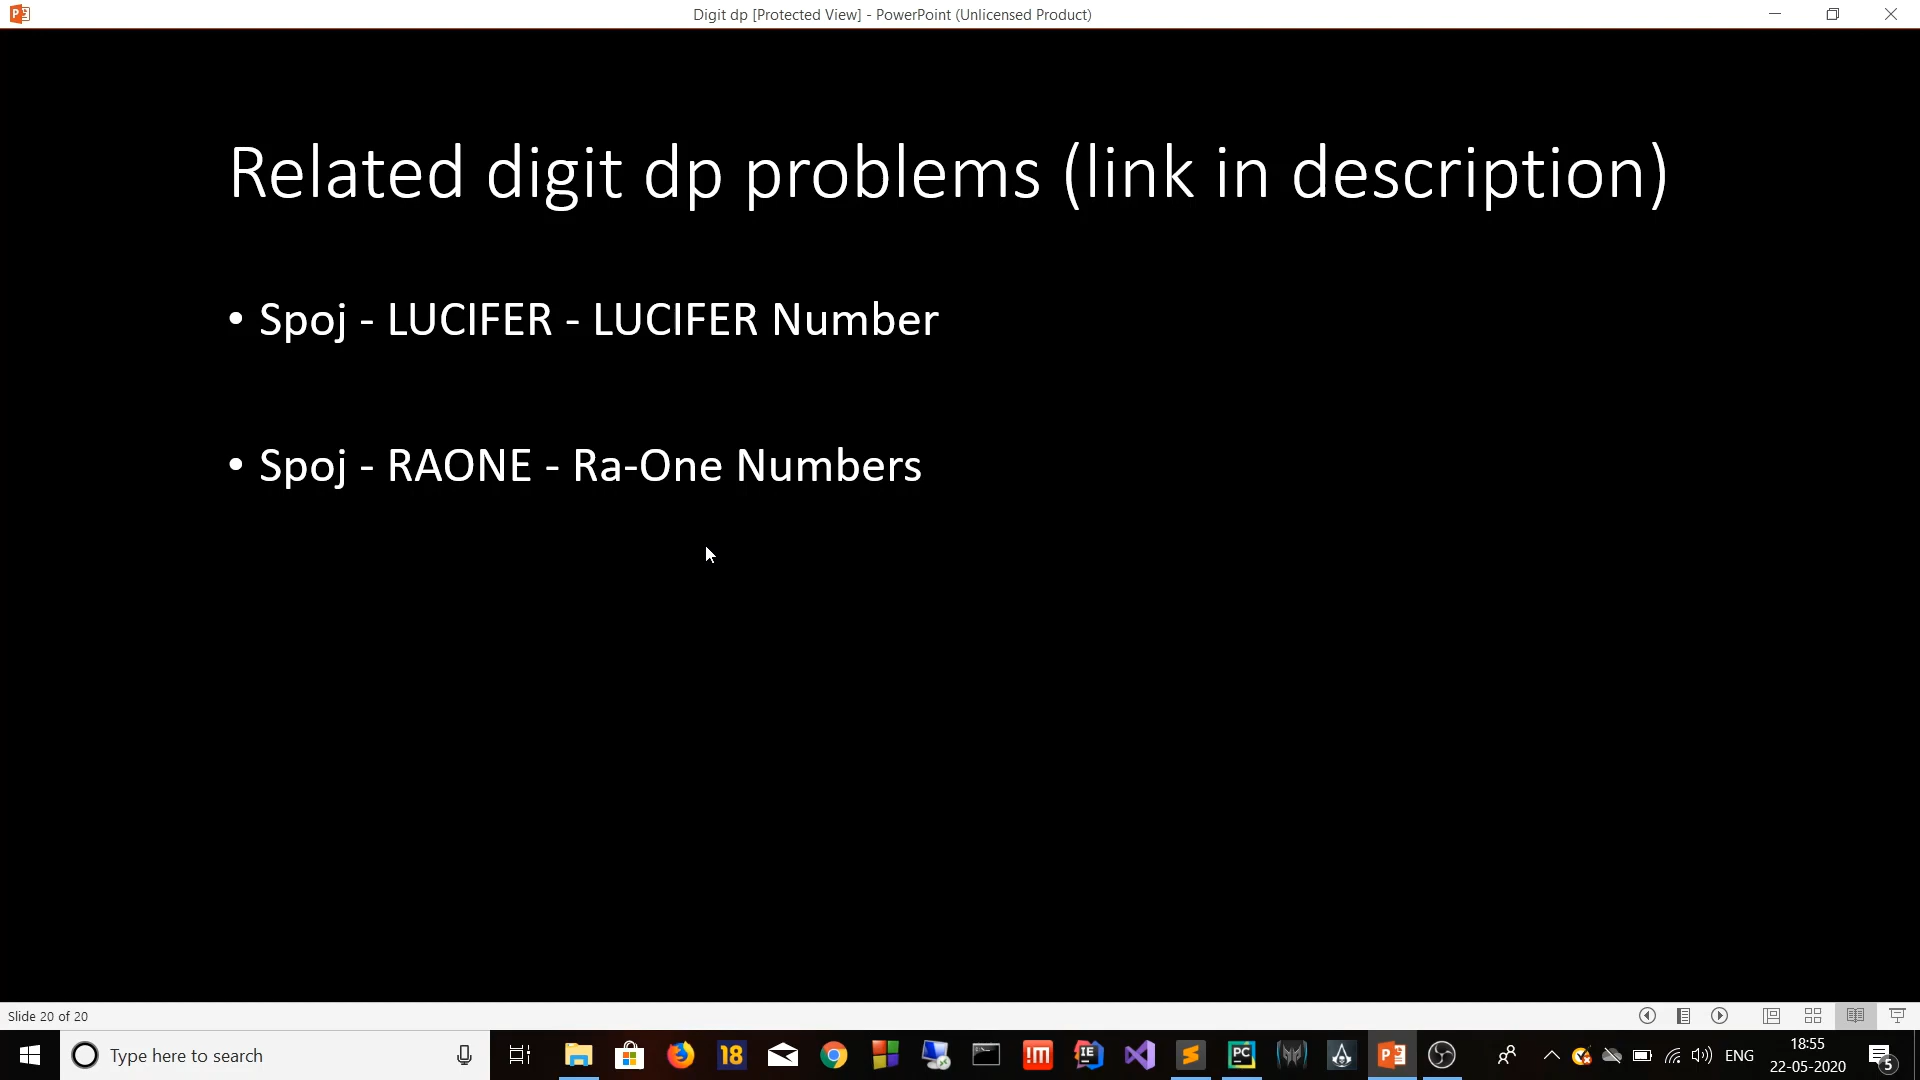 Digit dp [Protected View] - PowerPoint (Unlicensed Product)
Related digit dp problems (link in description)
• Spoj - LUCIFER - LUCIFER Number
• Spoj - RAONE - Ra-One Numbers
Slide 20 of 20
Type here to search
18
!m
IE
PC
P
ENG
18:55
22-05-2020
5